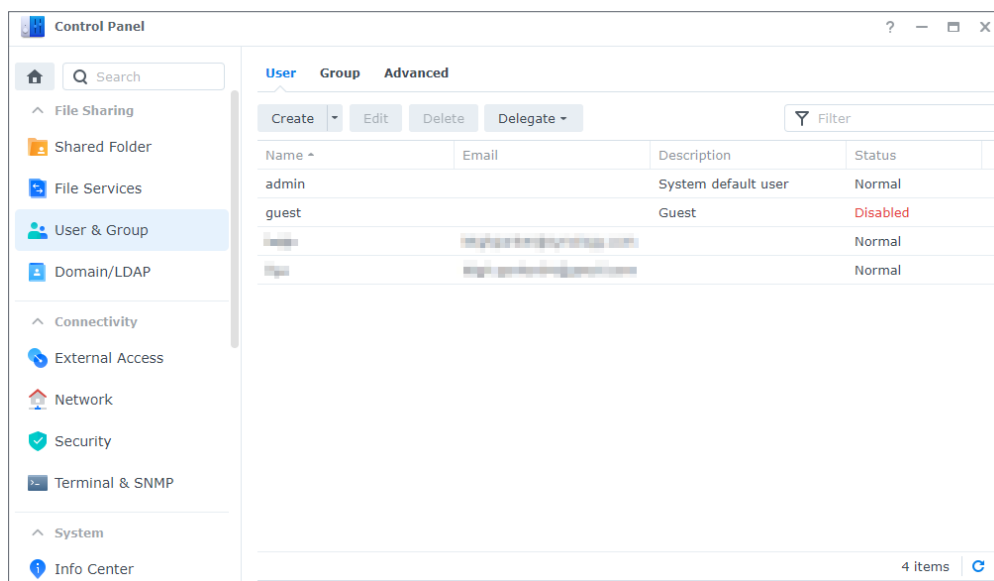 Control Panel
?
Search
File Sharing
Shared Folder
File Services
User & Group
Domain/LDAP
Connectivity
External Access
Network
Security
Terminal & SNMP
System
Info Center
User Group Advanced
Create Edit Delete Delegate Filter
Name Email Description Status
admin System default user Normal
guest Guest Disabled
Normal
Normal
4 items